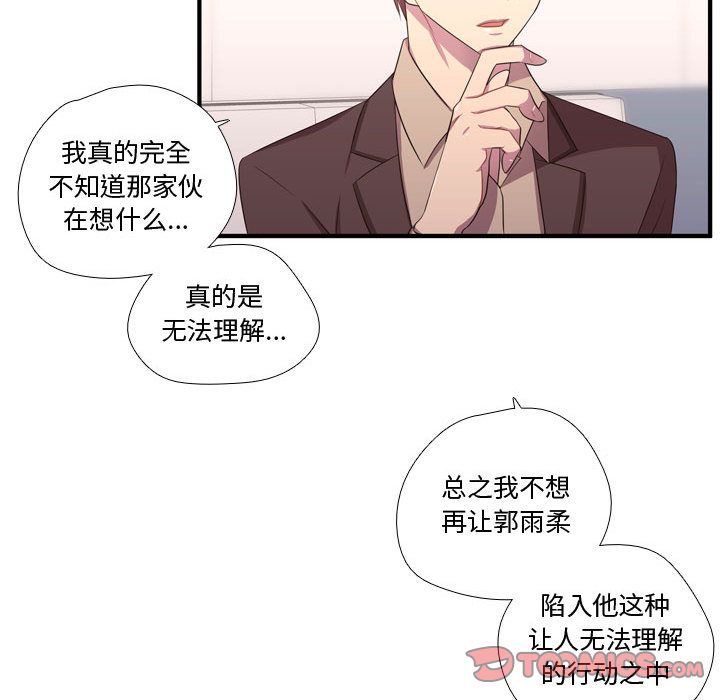 我真的完全
不知道那家伙
在想什么...
真的是
无法理解...
总之我不想
再让郭雨柔
陷入他这种
让人无法理解
的行动之中
TOOMICS.COM